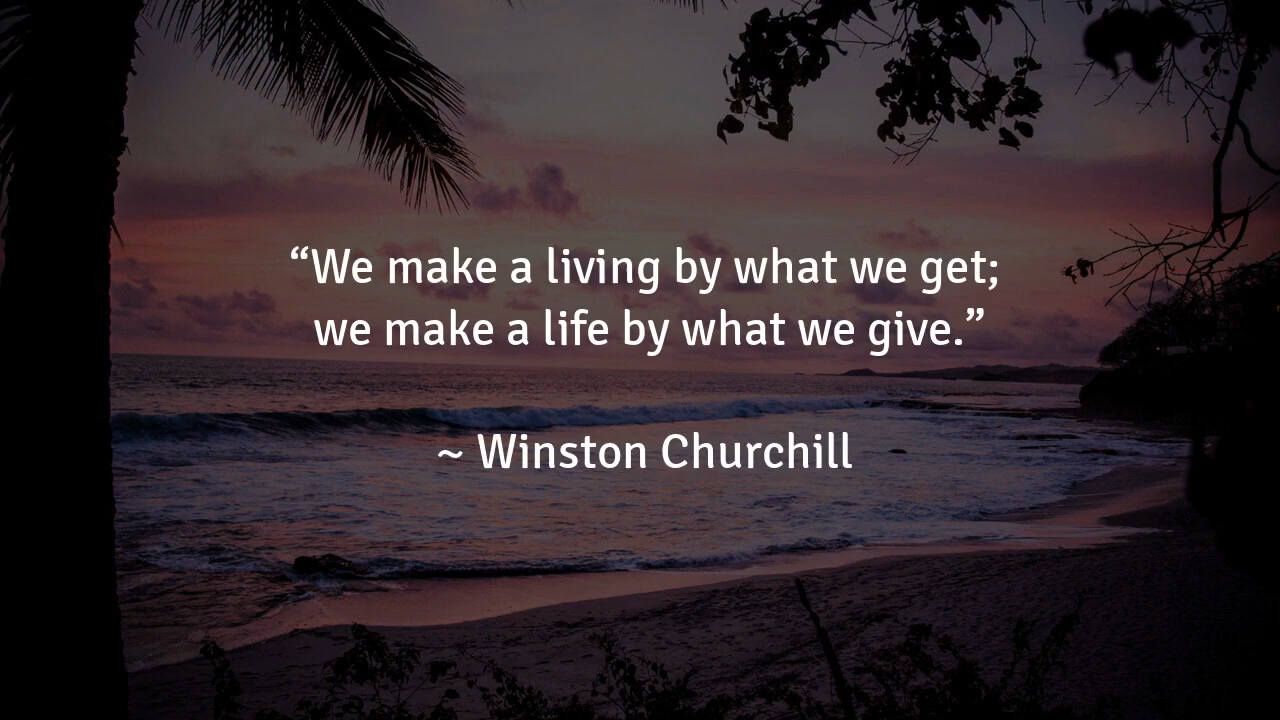 “We make a living by what we get;
we make a life by what we give.”
~ Winston Churchill